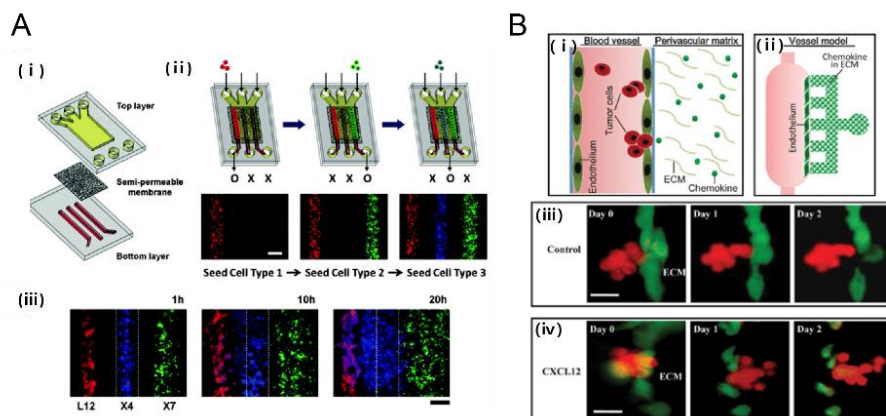 A
(i)
Top layer
Semi-permeable
membrane
Bottom layer
(ii)
O X X
X X O
X O X
Seed Cell Type 1 → Seed Cell Type 2 → Seed Cell Type 3
(iii)
1h
10h
20h
L12 X4 X7
B
(i)
Blood vessel
Perivascular matrix
Tumor cells
Endothelium
ECM
Chemokine
(ii)
Vessel model
Chemokine
in ECM
Endothelium
(iii)
Day 0
Day 1
Day 2
Control
ECM
(iv)
Day 0
Day 1
Day 2
CXCL12
ECM